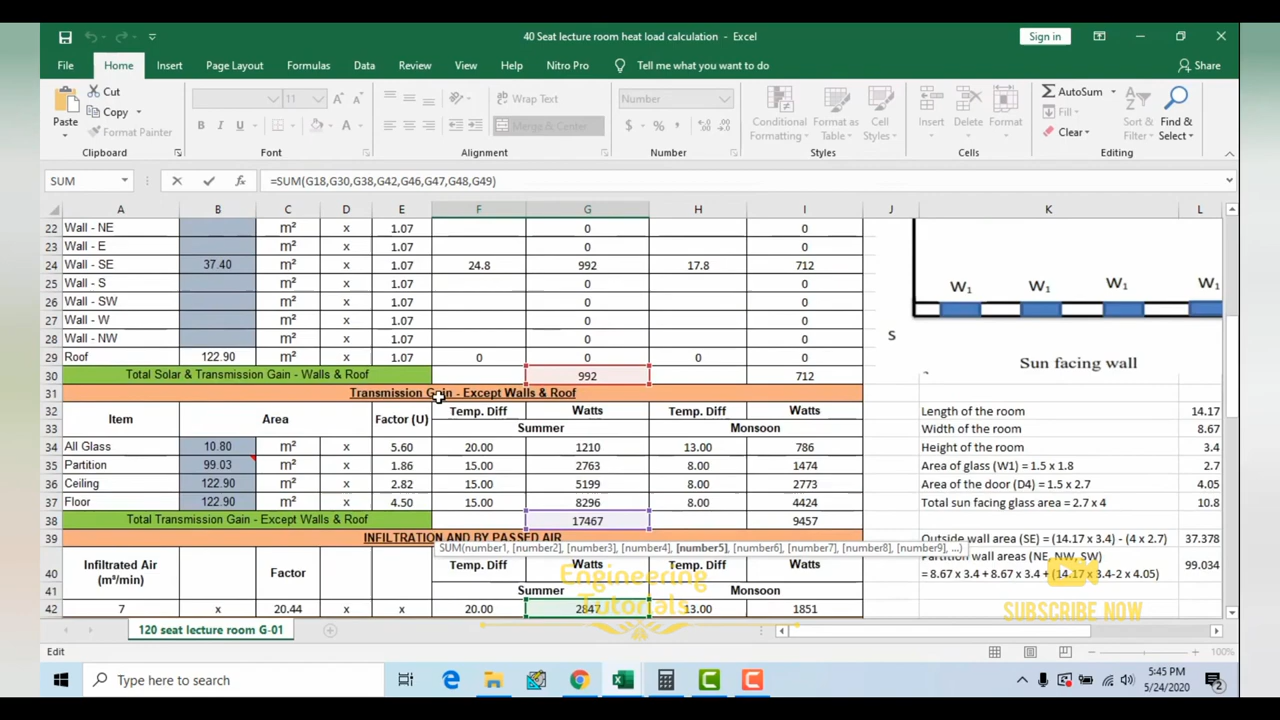 40 Seat lecture room heat load calculation - Excel
Sign in
File Home Insert Page Layout Formulas Data Review View Help Nitro Pro Tell me what you want to do Share
Paste
Cut
Copy
Format Painter
11
Wrap Text
Merge & Center
Number
Conditional Formatting
Format as Table
Cell Styles
Insert
Delete
Format
AutoSum
Fill
Clear
Sort & Filter
Find & Select
Clipboard Font Alignment Number Styles Cells Editing
SUM =SUM(G18,G30,G38,G42,G46,G47,G48,G49)
A B C D E F G H I J K L
22 Wall - NE m² x 1.07 0 0
23 Wall - E m² x 1.07 0 0
24 Wall - SE 37.40 m² x 1.07 24.8 992 17.8 712
25 Wall - S m² x 1.07 0 0
26 Wall - SW m² x 1.07 0 0
27 Wall - W m² x 1.07 0 0
28 Wall - NW m² x 1.07 0 0
29 Roof 122.90 m² x 1.07 0 0 0 0
30 Total Solar & Transmission Gain - Walls & Roof 992 712
31 Transmission Gain - Except Walls & Roof
32 Item Area Factor (U) Temp. Diff Watts Temp. Diff Watts
33 Summer Monsoon
34 All Glass 10.80 m² x 5.60 20.00 1210 13.00 786
35 Partition 99.03 m² x 1.86 15.00 2763 8.00 1474
36 Ceiling 122.90 m² x 2.82 15.00 5199 8.00 2773
37 Floor 122.90 m² x 4.50 15.00 8296 8.00 4424
38 Total Transmission Gain - Except Walls & Roof 17467 9457
39 INFILTRATION AND BY PASSED AIR
SUM(number1, [number2], [number3], [number4], [number5], [number6], [number7], [number8], [number9], ...)
40 Infiltrated Air (m³/min) Factor Temp. Diff Watts Temp. Diff Watts
41 Summer Monsoon
42 7 x 20.44 x 20.00 2847 13.00 1851
W₁ W₁ W₁ W₁
S
Sun facing wall
Length of the room 14.17
Width of the room 8.67
Height of the room 3.4
Area of glass (W1) = 1.5 x 1.8 2.7
Area of the door (D4) = 1.5 x 2.7 4.05
Total sun facing glass area = 2.7 x 4 10.8
Outside wall area (SE) = (14.17 x 3.4) - (4 x 2.7) 37.378
Partition wall areas (NE, NW, SW)
= 8.67 x 3.4 + 8.67 x 3.4 + (14.17 x 3.4-2 x 4.05) 99.034
Engineering
Tutorials
SUBSCRIBE NOW
120 seat lecture room G-01
Edit
100%
Type here to search
5:45 PM
5/24/2020
2